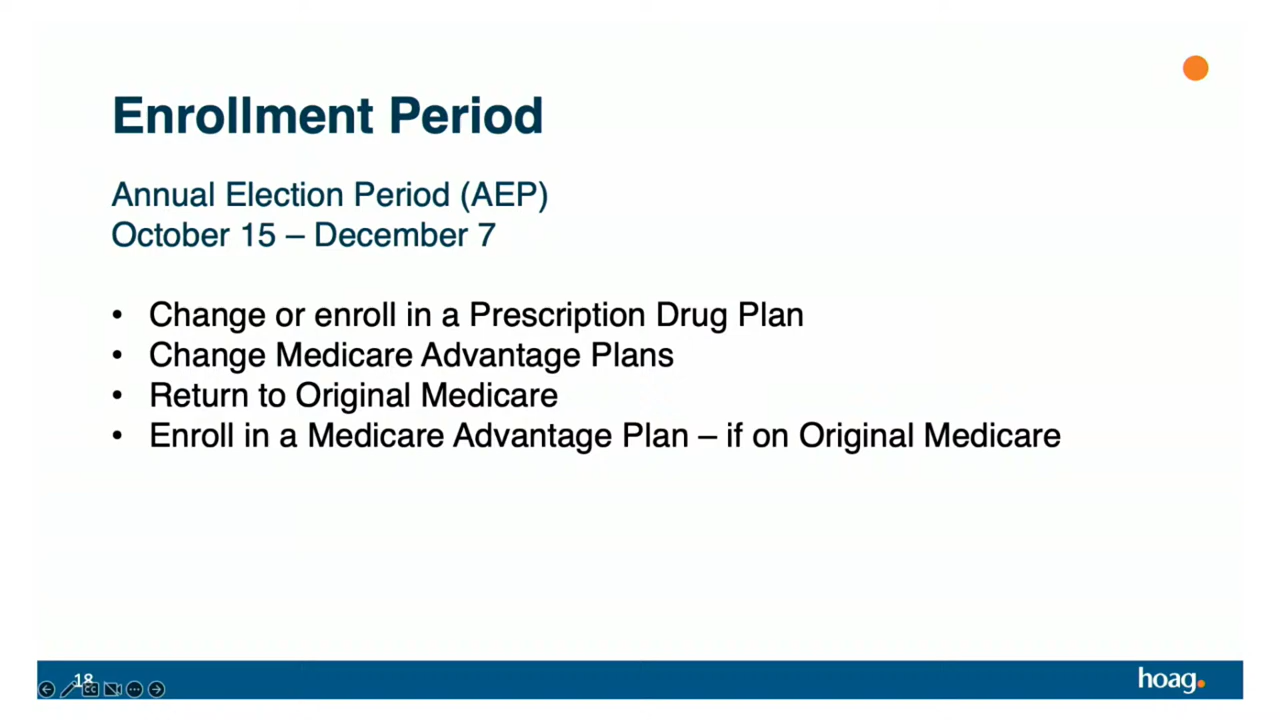 Enrollment Period
Annual Election Period (AEP)
October 15 – December 7
• Change or enroll in a Prescription Drug Plan
• Change Medicare Advantage Plans
• Return to Original Medicare
• Enroll in a Medicare Advantage Plan – if on Original Medicare
18
CC
hoag.